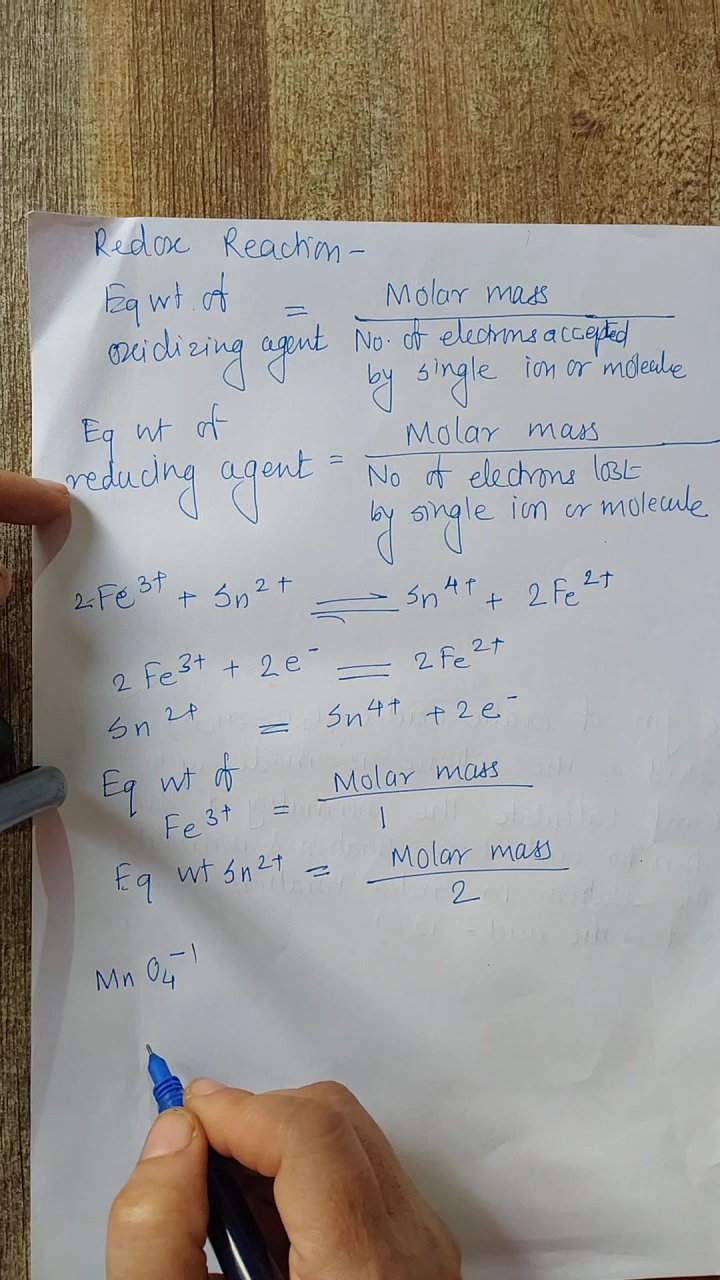 Redox Reaction -
Eq wt. of = Molar mass
oxidizing agent No. of electrons accepted
by single ion or molecule
Eq wt of Molar mass
reducing agent = No of electrons lost
by single ion or molecule
2Fe³⁺ + Sn²⁺ ⇌ Sn⁴⁺ + 2Fe²⁺
2Fe³⁺ + 2e⁻ = 2Fe²⁺
Sn²⁺ = Sn⁴⁺ + 2e⁻
Eq wt of Molar mass
Fe³⁺ = 1
Eq wt Sn²⁺ = Molar mass
2
MnO₄⁻¹